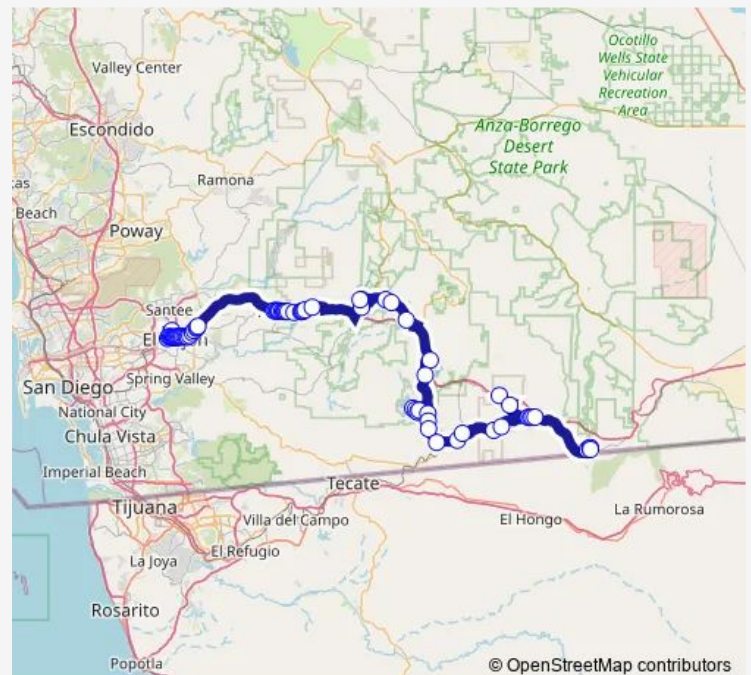 Ocotillo
Wells State
Vehicular
Recreation
Area
Valley Center
Escondido
Anza-Borrego
Desert
State Park
Ramona
Beach
Poway
Santee
El
San Diego
Spring Valley
National City
Chula Vista
Imperial Beach
Tecate
Tijuana
Villa del Campo
El Hongo
La Rumorosa
La Joya
El Refugio
Rosarito
Popotla
© OpenStreetMap contributors